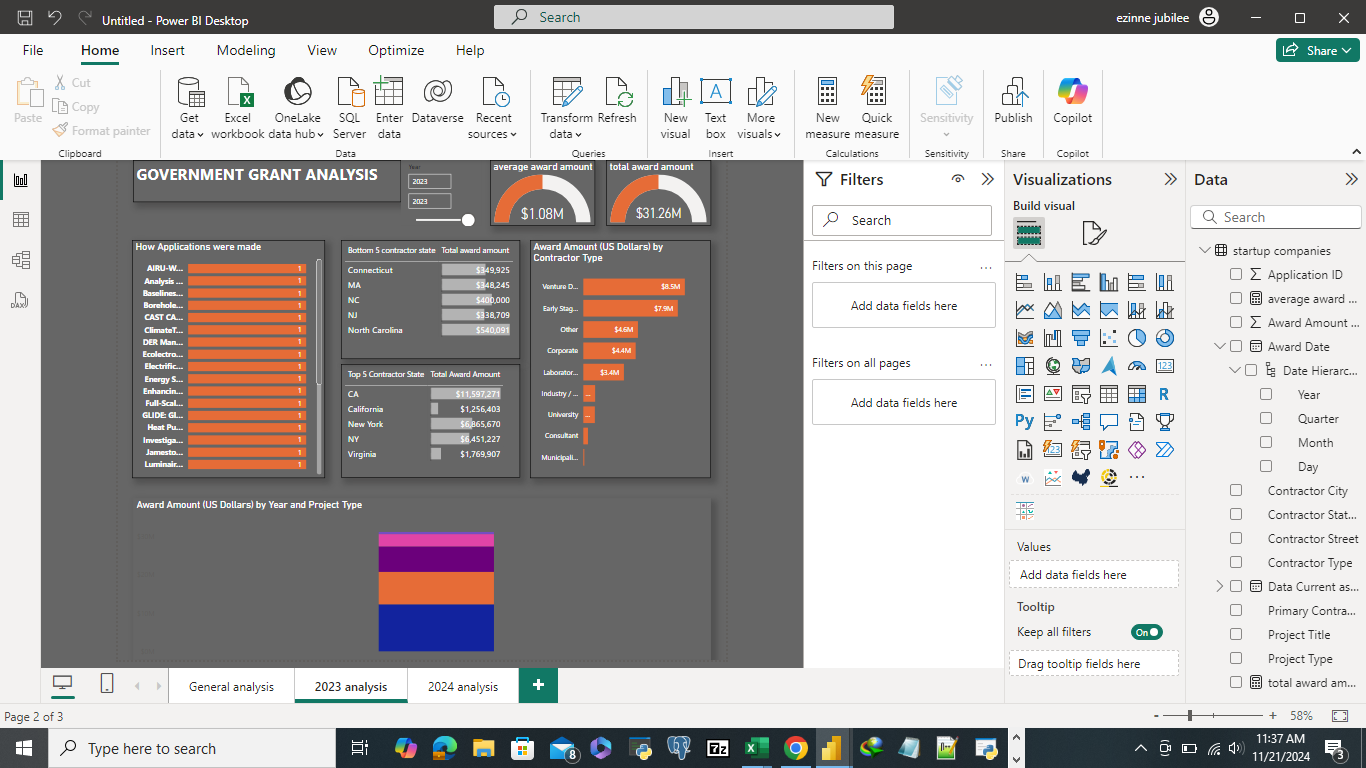 Untitled - Power BI Desktop
Search
ezinne jubilee
File
Home
Insert
Modeling
View
Optimize
Help
Share
Paste
Cut
Copy
Format painter
Clipboard
Get data
Excel workbook
OneLake data hub
SQL Server
Enter data
Dataverse
Recent sources
Data
Transform data
Refresh
Queries
New visual
Text box
More visuals
Insert
New measure
Quick measure
Calculations
Sensitivity
Sensitivity
Publish
Share
Copilot
Copilot
GOVERNMENT GRANT ANALYSIS
Year
2023
2023
average award amount
$1.08M
total award amount
$31.26M
How Applications were made
AIRU-W... 1
Analysis ... 1
Baselines... 1
Borehole... 1
CAST CA... 1
ClimateT... 1
DER Man... 1
Ecolectro... 1
Electrific... 1
Energy S... 1
Enhancin... 1
Full-Scal... 1
GLIDE: Gl... 1
Heat Pu... 1
Investiga... 1
Jamesto... 1
Luminair... 1
Bottom 5 contractor state Total award amount
Connecticut $349,925
MA $348,245
NC $400,000
NJ $338,709
North Carolina $540,091
Top 5 Contractor State Total Award Amount
CA $11,597,271
California $1,256,403
New York $6,865,670
NY $6,451,227
Virginia $1,769,907
Award Amount (US Dollars) by
Contractor Type
Venture D... $8.5M
Early Stag... $7.9M
Other $4.6M
Corporate $4.4M
Laborator... $3.4M
Industry / ... ...
University ...
Consultant
Municipali...
Award Amount (US Dollars) by Year and Project Type
Filters
Search
Filters on this page
...
Add data fields here
Filters on all pages
...
Add data fields here
Visualizations
Build visual
123
R
Py
123
w
...
Values
Add data fields here
Tooltip
Keep all filters
On
Drag tooltip fields here
Data
Search
startup companies
Application ID
average award ...
Award Amount ...
Award Date
Date Hierarc...
Year
Quarter
Month
Day
Contractor City
Contractor Stat...
Contractor Street
Contractor Type
Data Current as...
Primary Contra...
Project Title
Project Type
total award am...
General analysis
2023 analysis
2024 analysis
+
Page 2 of 3
- + 58%
Type here to search
8
7z
11:37 AM
11/21/2024
3